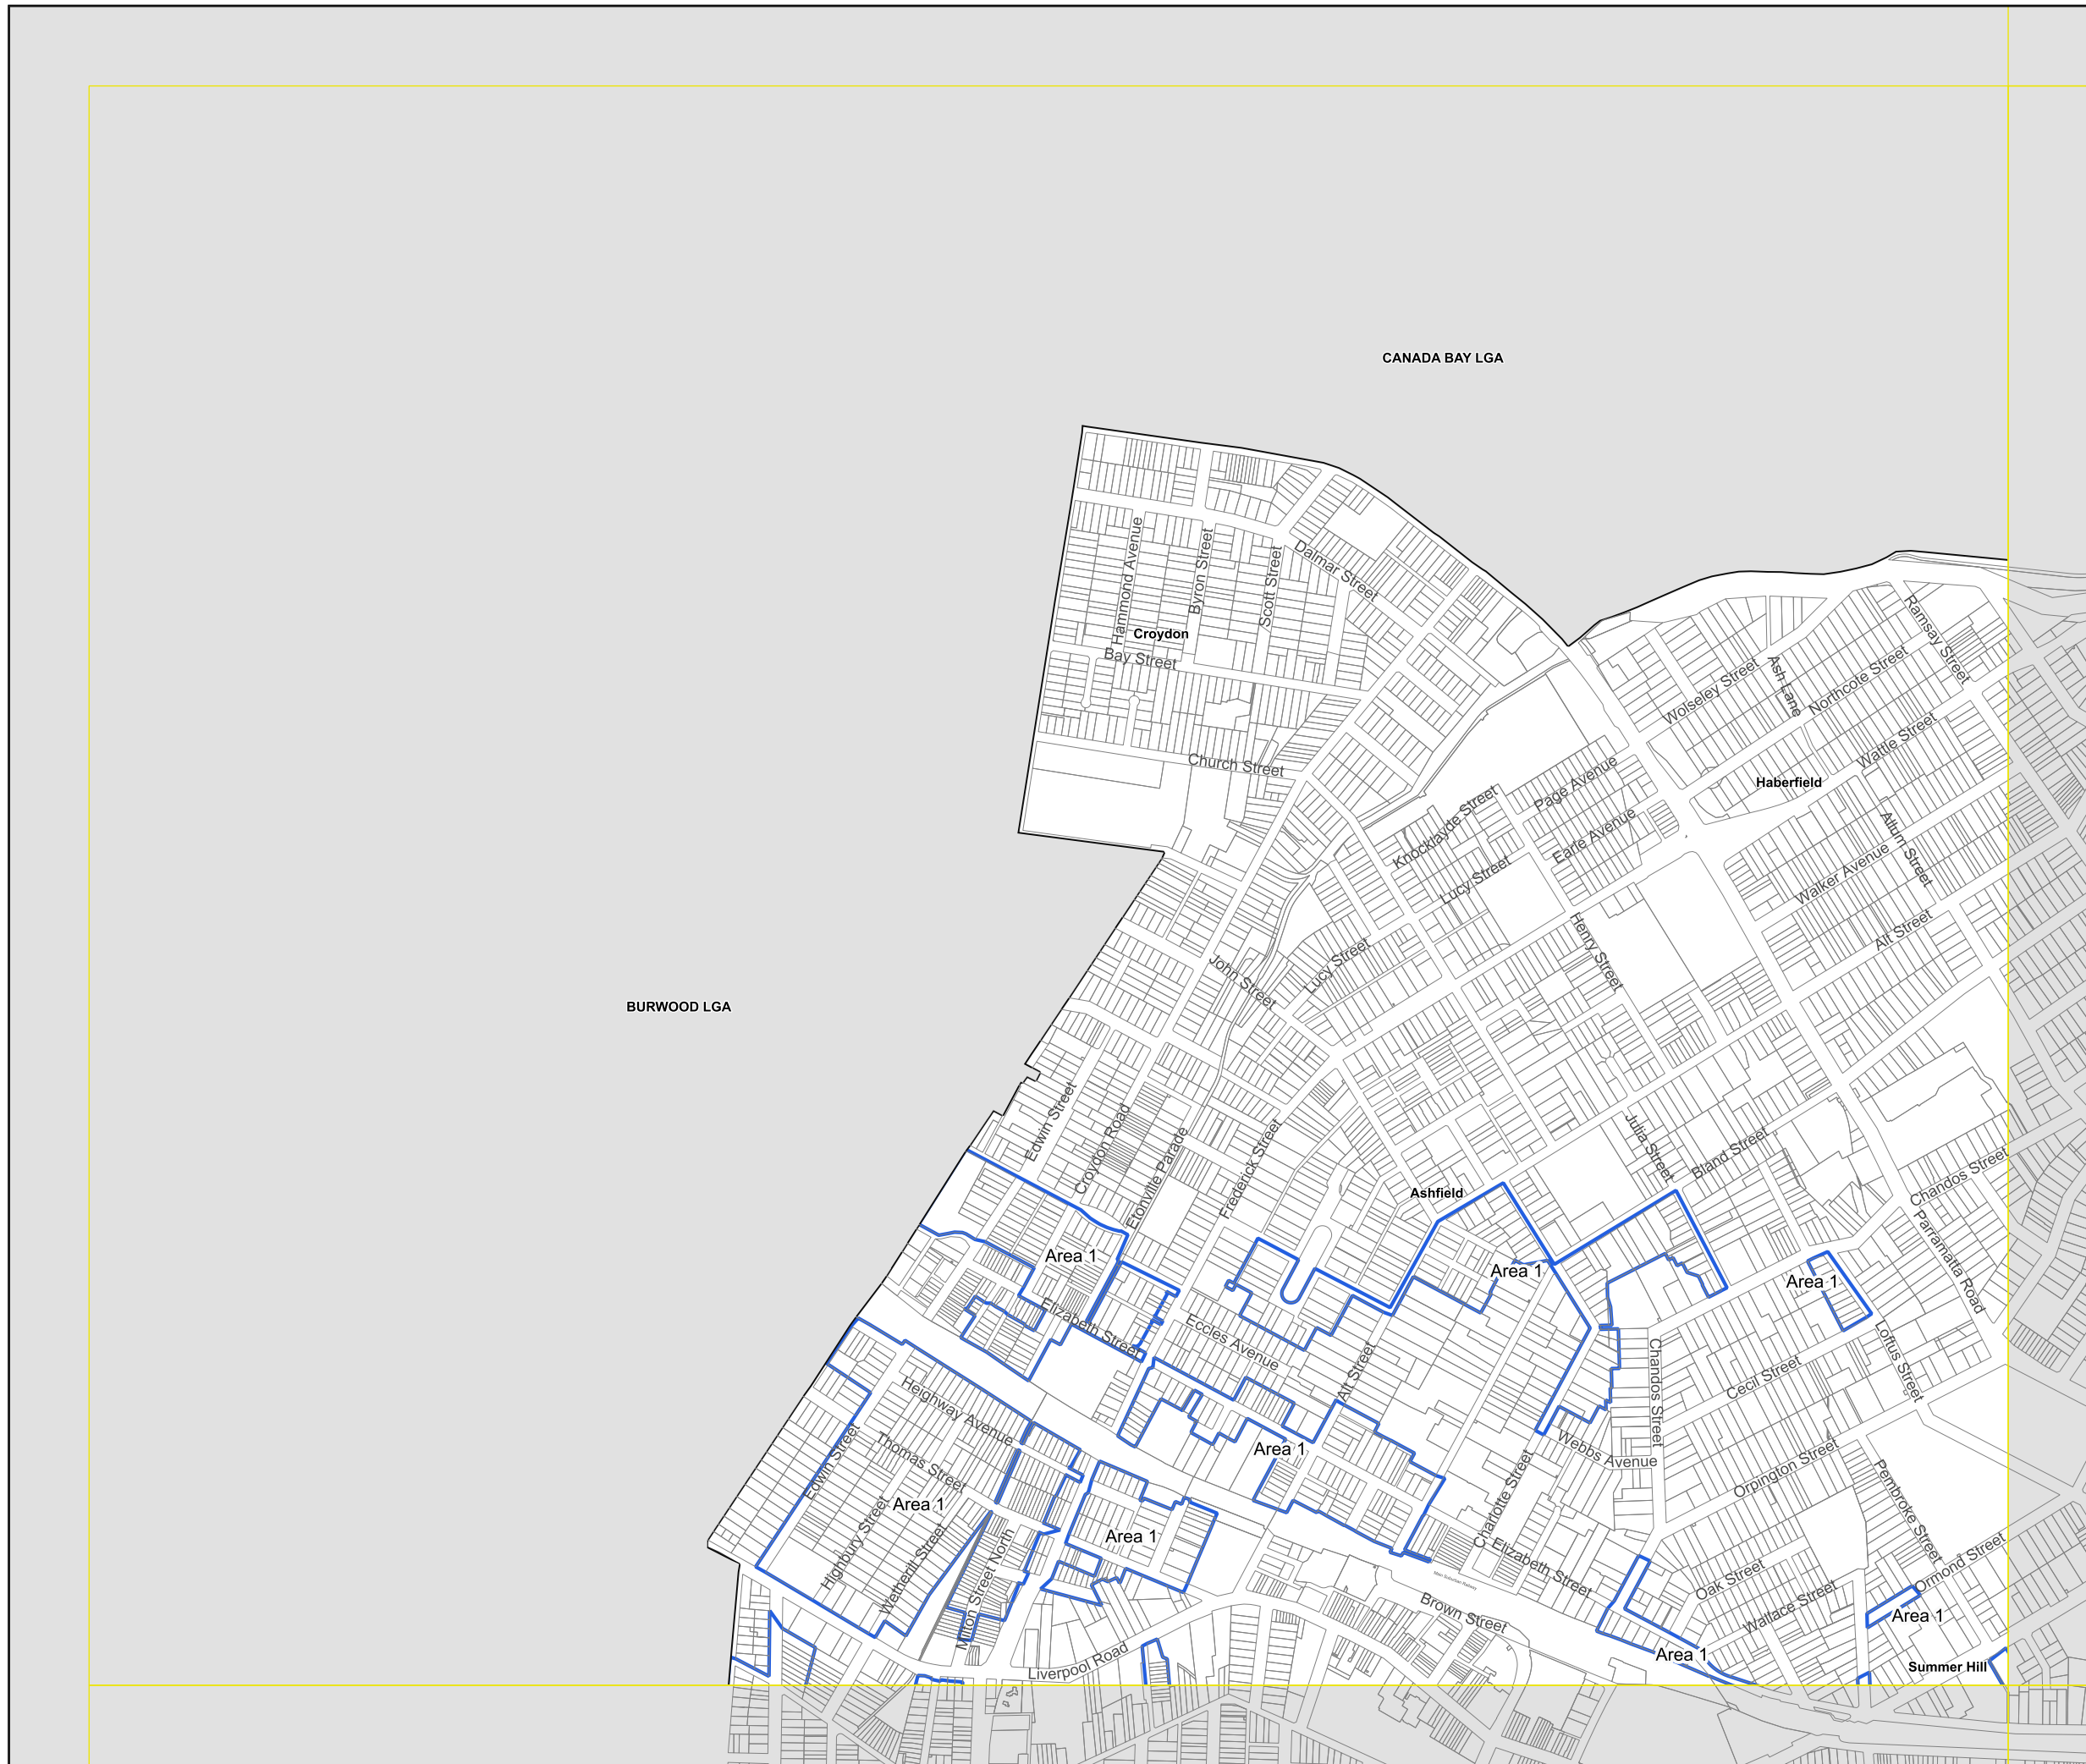 CANADA BAY LGA
Hammond Avenue
Byron Street
Scott Street
Dalmar Street
Croydon
Bay Street
Ramsay Street
Wolseley Street
Ash Lane
Northcote Street
Wattle Street
Church Street
Haberfield
Page Avenue
Knocklayde Street
Earle Avenue
Allum Street
Lucy Street
Walker Avenue
Alt Street
Henry Street
John Street
Lucy Street
BURWOOD LGA
Edwin Street
Croydon Road
Etonville Parade
Frederick Street
Julia Street
Bland Street
Chandos Street
Ashfield
Parramatta Road
Area 1
Area 1
Area 1
Elizabeth Street
Eccles Avenue
Alt Street
Chandos Street
Loftus Street
Cecil Street
Heighway Avenue
Thomas Street
Edwin Street
Area 1
Webbs Avenue
Orpington Street
Charlotte Street
Pembroke Street
Area 1
Highbury Street
Wetherill Street
Milton Street North
Area 1
Elizabeth Street
Main Suburban Railway
Oak Street
Wallace Street
Ormond Street
Brown Street
Area 1
Liverpool Road
Area 1
Summer Hill